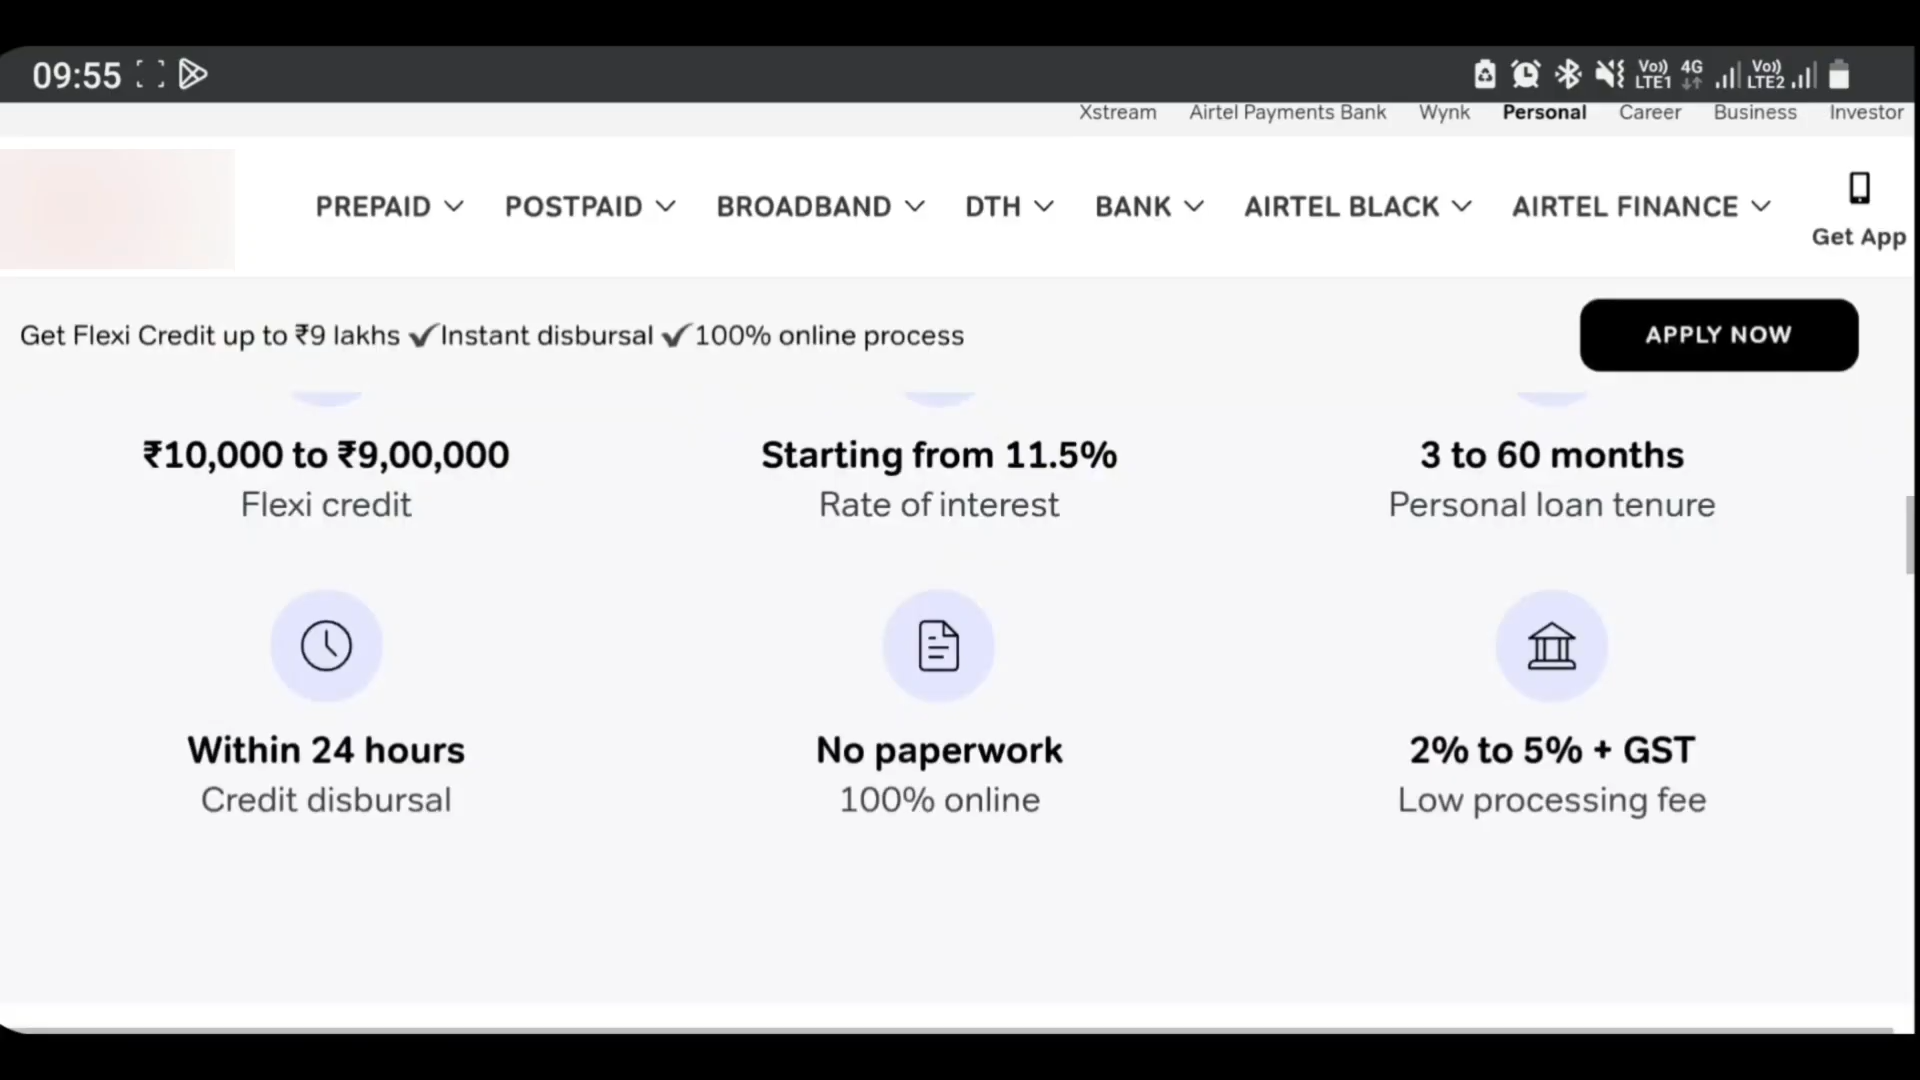 09:55
Vo)) LTE1 4G Vo)) LTE2
Xstream Airtel Payments Bank Wynk Personal Career Business Investor
PREPAID POSTPAID BROADBAND DTH BANK AIRTEL BLACK AIRTEL FINANCE
Get App
Get Flexi Credit up to ₹9 lakhs ✔Instant disbursal ✔100% online process
APPLY NOW
₹10,000 to ₹9,00,000
Flexi credit
Starting from 11.5%
Rate of interest
3 to 60 months
Personal loan tenure
Within 24 hours
Credit disbursal
No paperwork
100% online
2% to 5% + GST
Low processing fee